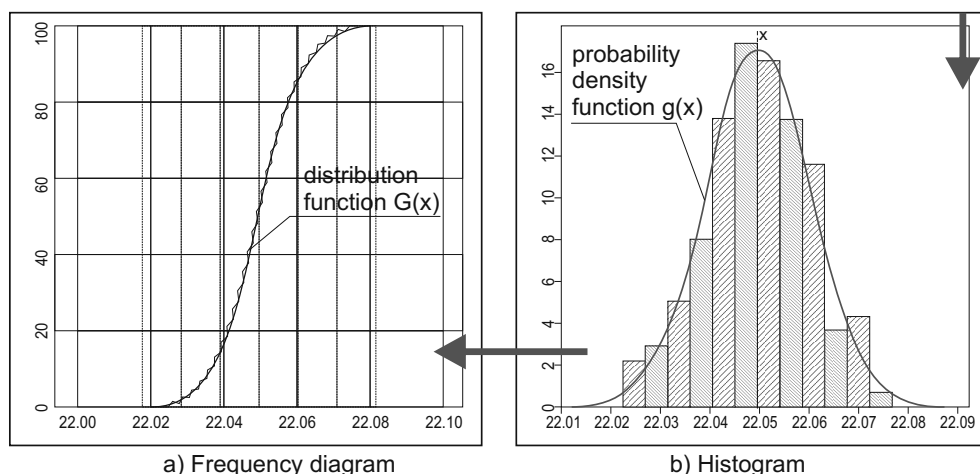 100
80
60
40
20
0
distribution
function G(x)
22.00 22.02 22.04 22.06 22.08 22.10
a) Frequency diagram
x
probability
density
function g(x)
16
14
12
10
8
6
4
2
0
22.01 22.02 22.03 22.04 22.05 22.06 22.07 22.08 22.09
b) Histogram